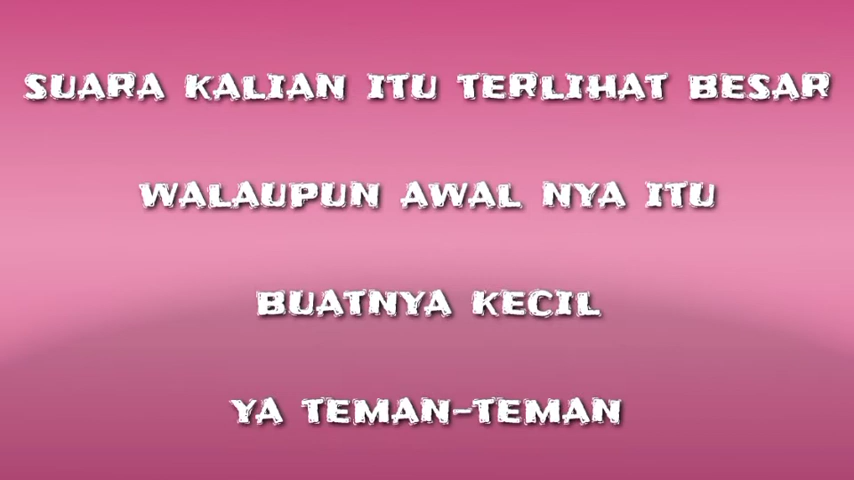 SUARA KALIAN ITU TERLIHAT BESAR
WALAUPUN AWAL NYA ITU
BUATNYA KECIL
YA TEMAN-TEMAN